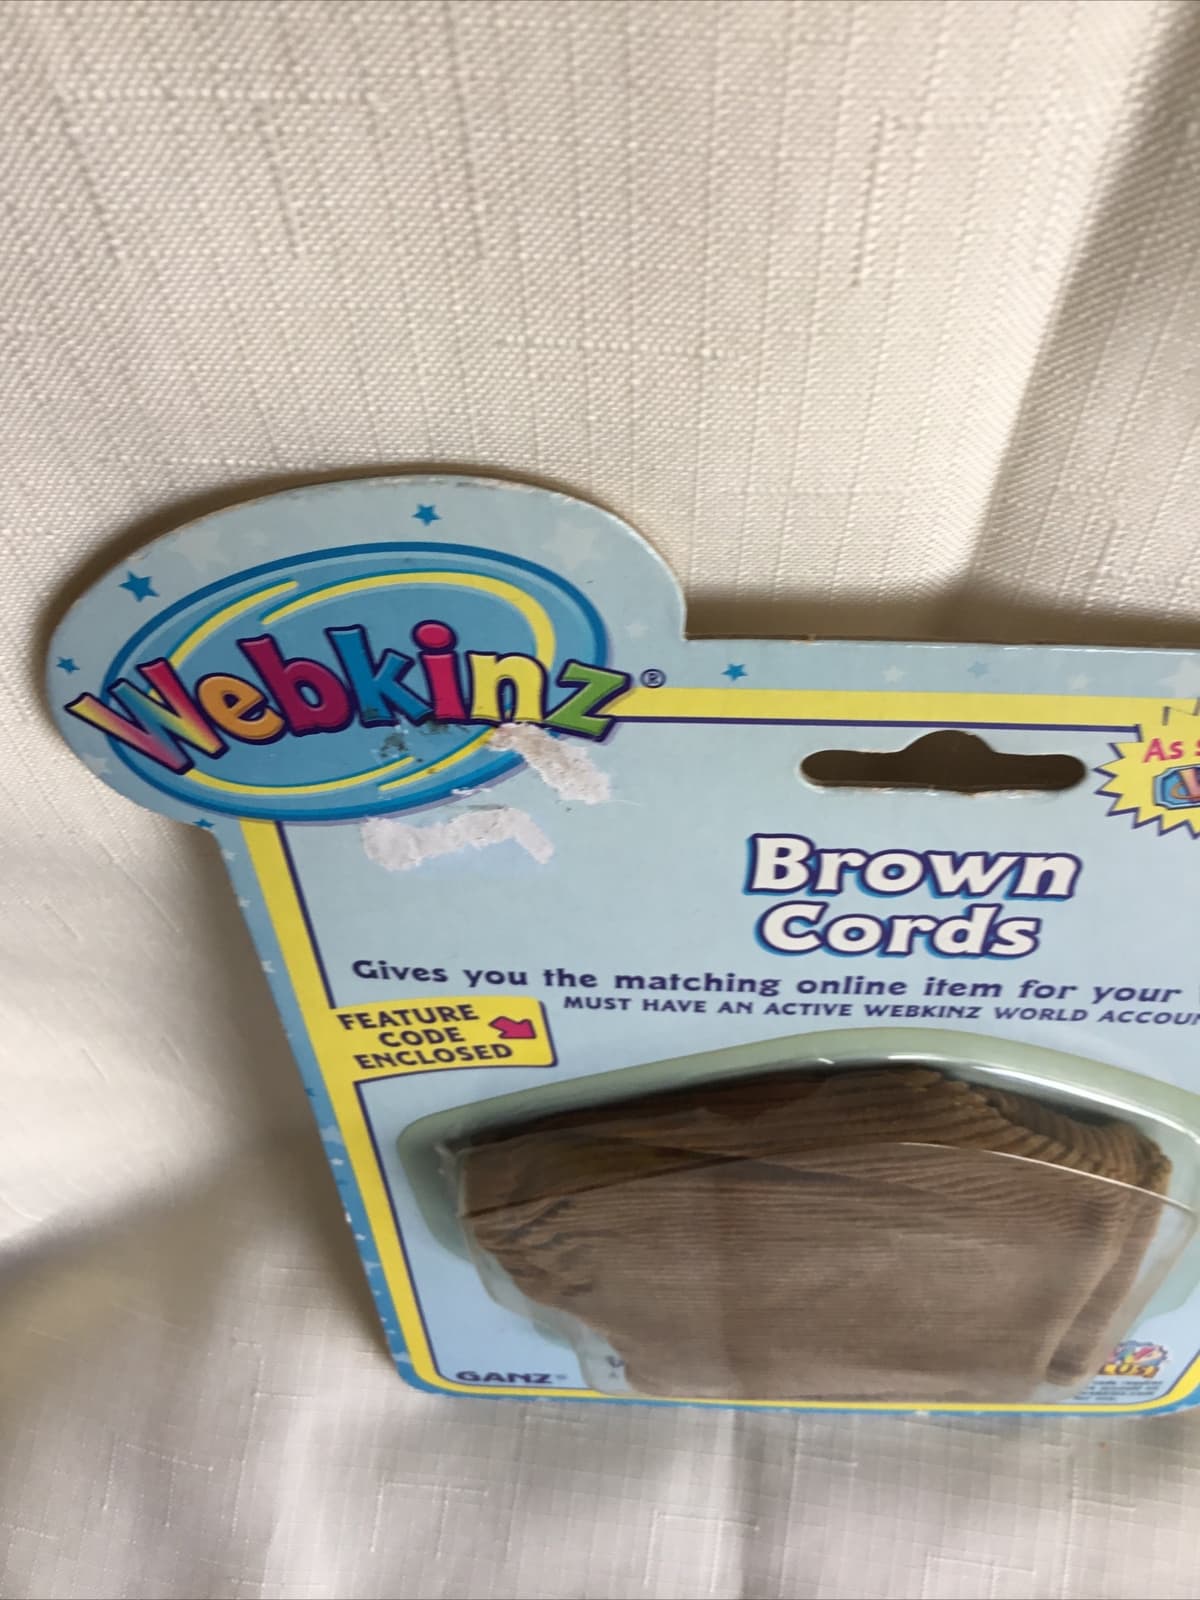 Webkinz®
As
Brown
Cords
Gives you the matching online item for your
MUST HAVE AN ACTIVE WEBKINZ WORLD ACCOU
FEATURE
CODE
ENCLOSED
GANZ